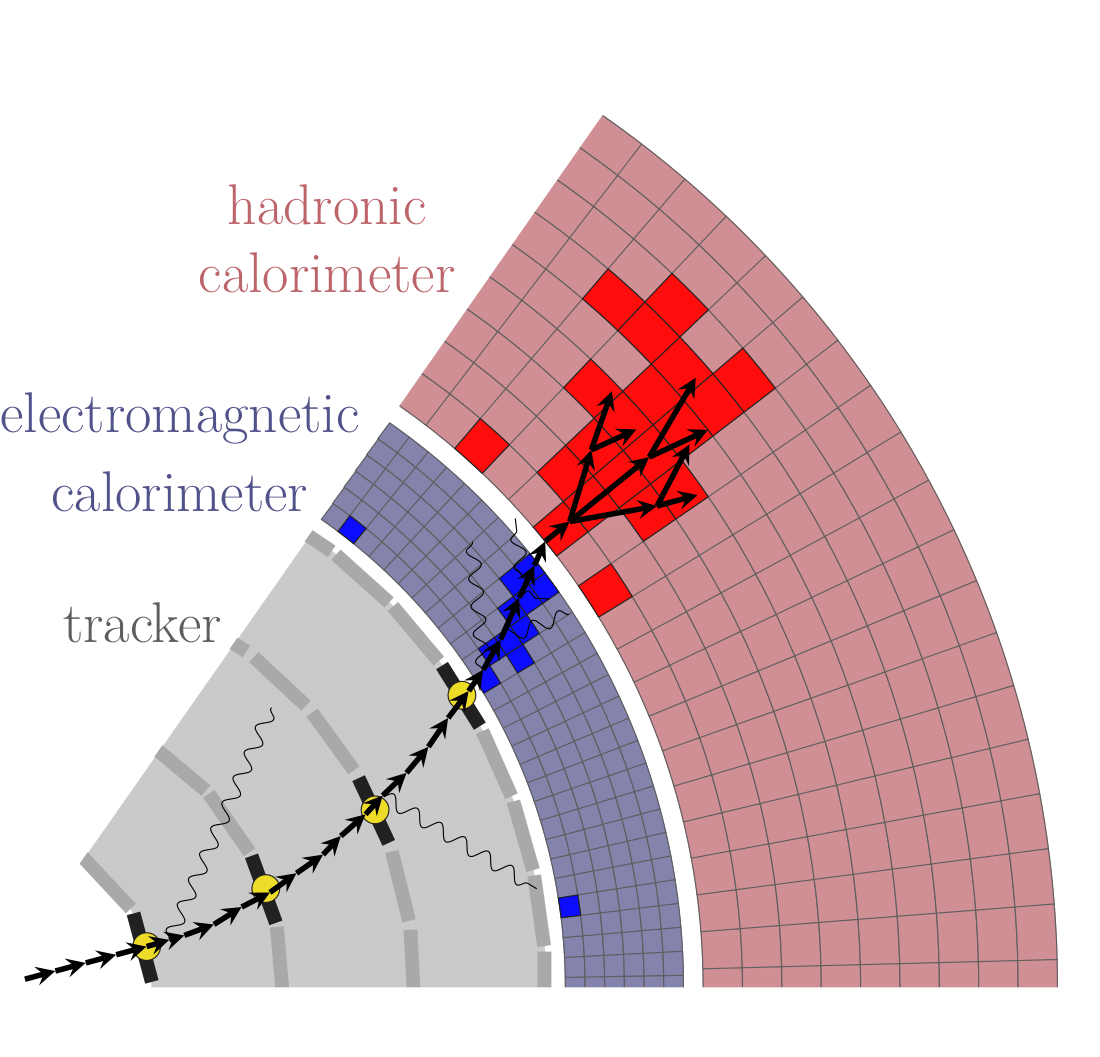 hadronic
calorimeter
electromagnetic
calorimeter
tracker